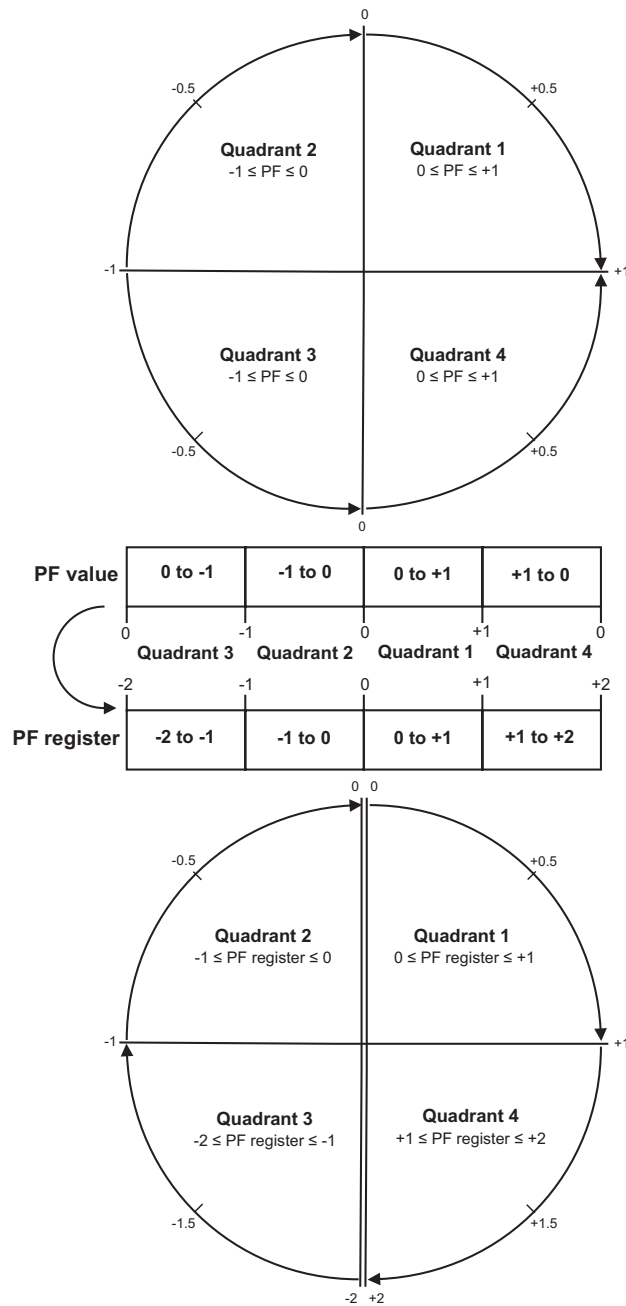 0
-0.5 +0.5
Quadrant 2 Quadrant 1
-1 ≤ PF ≤ 0 0 ≤ PF ≤ +1
-1 +1
Quadrant 3 Quadrant 4
-1 ≤ PF ≤ 0 0 ≤ PF ≤ +1
-0.5 +0.5
0
PF value 0 to -1 -1 to 0 0 to +1 +1 to 0
0 -1 0 +1 0
Quadrant 3 Quadrant 2 Quadrant 1 Quadrant 4
-2 -1 0 +1 +2
PF register -2 to -1 -1 to 0 0 to +1 +1 to +2
0 0
-0.5 +0.5
Quadrant 2 Quadrant 1
-1 ≤ PF register ≤ 0 0 ≤ PF register ≤ +1
-1 +1
Quadrant 3 Quadrant 4
-2 ≤ PF register ≤ -1 +1 ≤ PF register ≤ +2
-1.5 +1.5
-2 +2